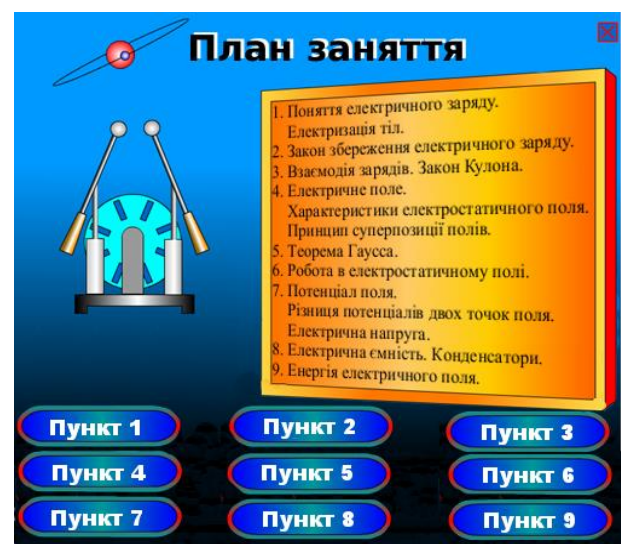 План заняття
1. Поняття електричного заряду.
Електризація тіл.
2. Закон збереження електричного заряду.
3. Взаємодія зарядів. Закон Кулона.
4. Електричне поле.
Характеристики електростатичного поля.
Принцип суперпозиції полів.
5. Теорема Гаусса.
6. Робота в електростатичному полі.
7. Потенціал поля.
Різниця потенціалів двох точок поля.
Електрична напруга.
8. Електрична ємність. Конденсатори.
9. Енергія електричного поля.
Пункт 1 Пункт 2 Пункт 3
Пункт 4 Пункт 5 Пункт 6
Пункт 7 Пункт 8 Пункт 9